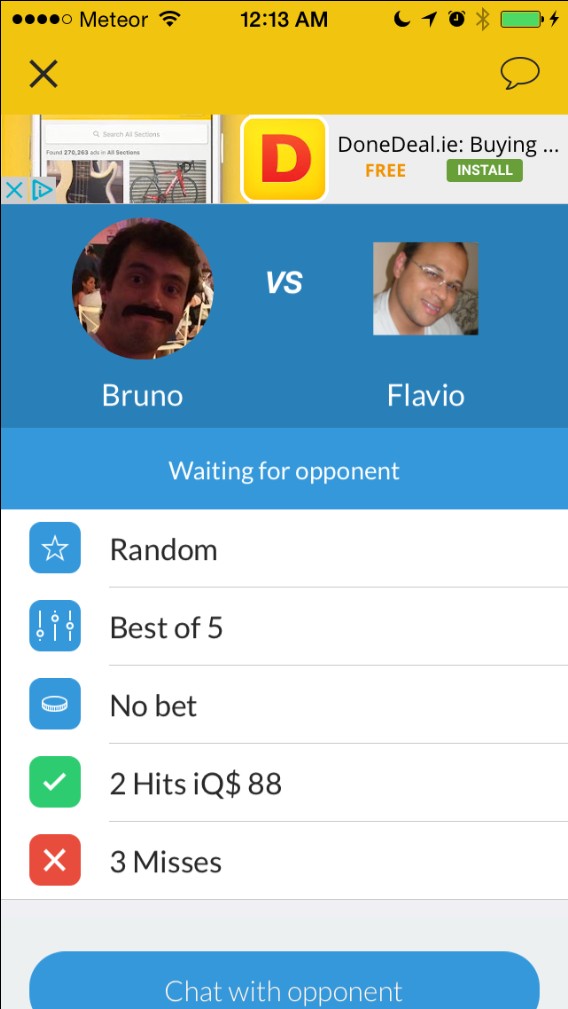 Meteor 12:13 AM
Search All Sections
Found 270,263 ads in All Sections
D
DoneDeal.ie: Buying ...
FREE INSTALL
VS
Bruno Flavio
Waiting for opponent
Random
Best of 5
No bet
2 Hits iQ$ 88
3 Misses
Chat with opponent